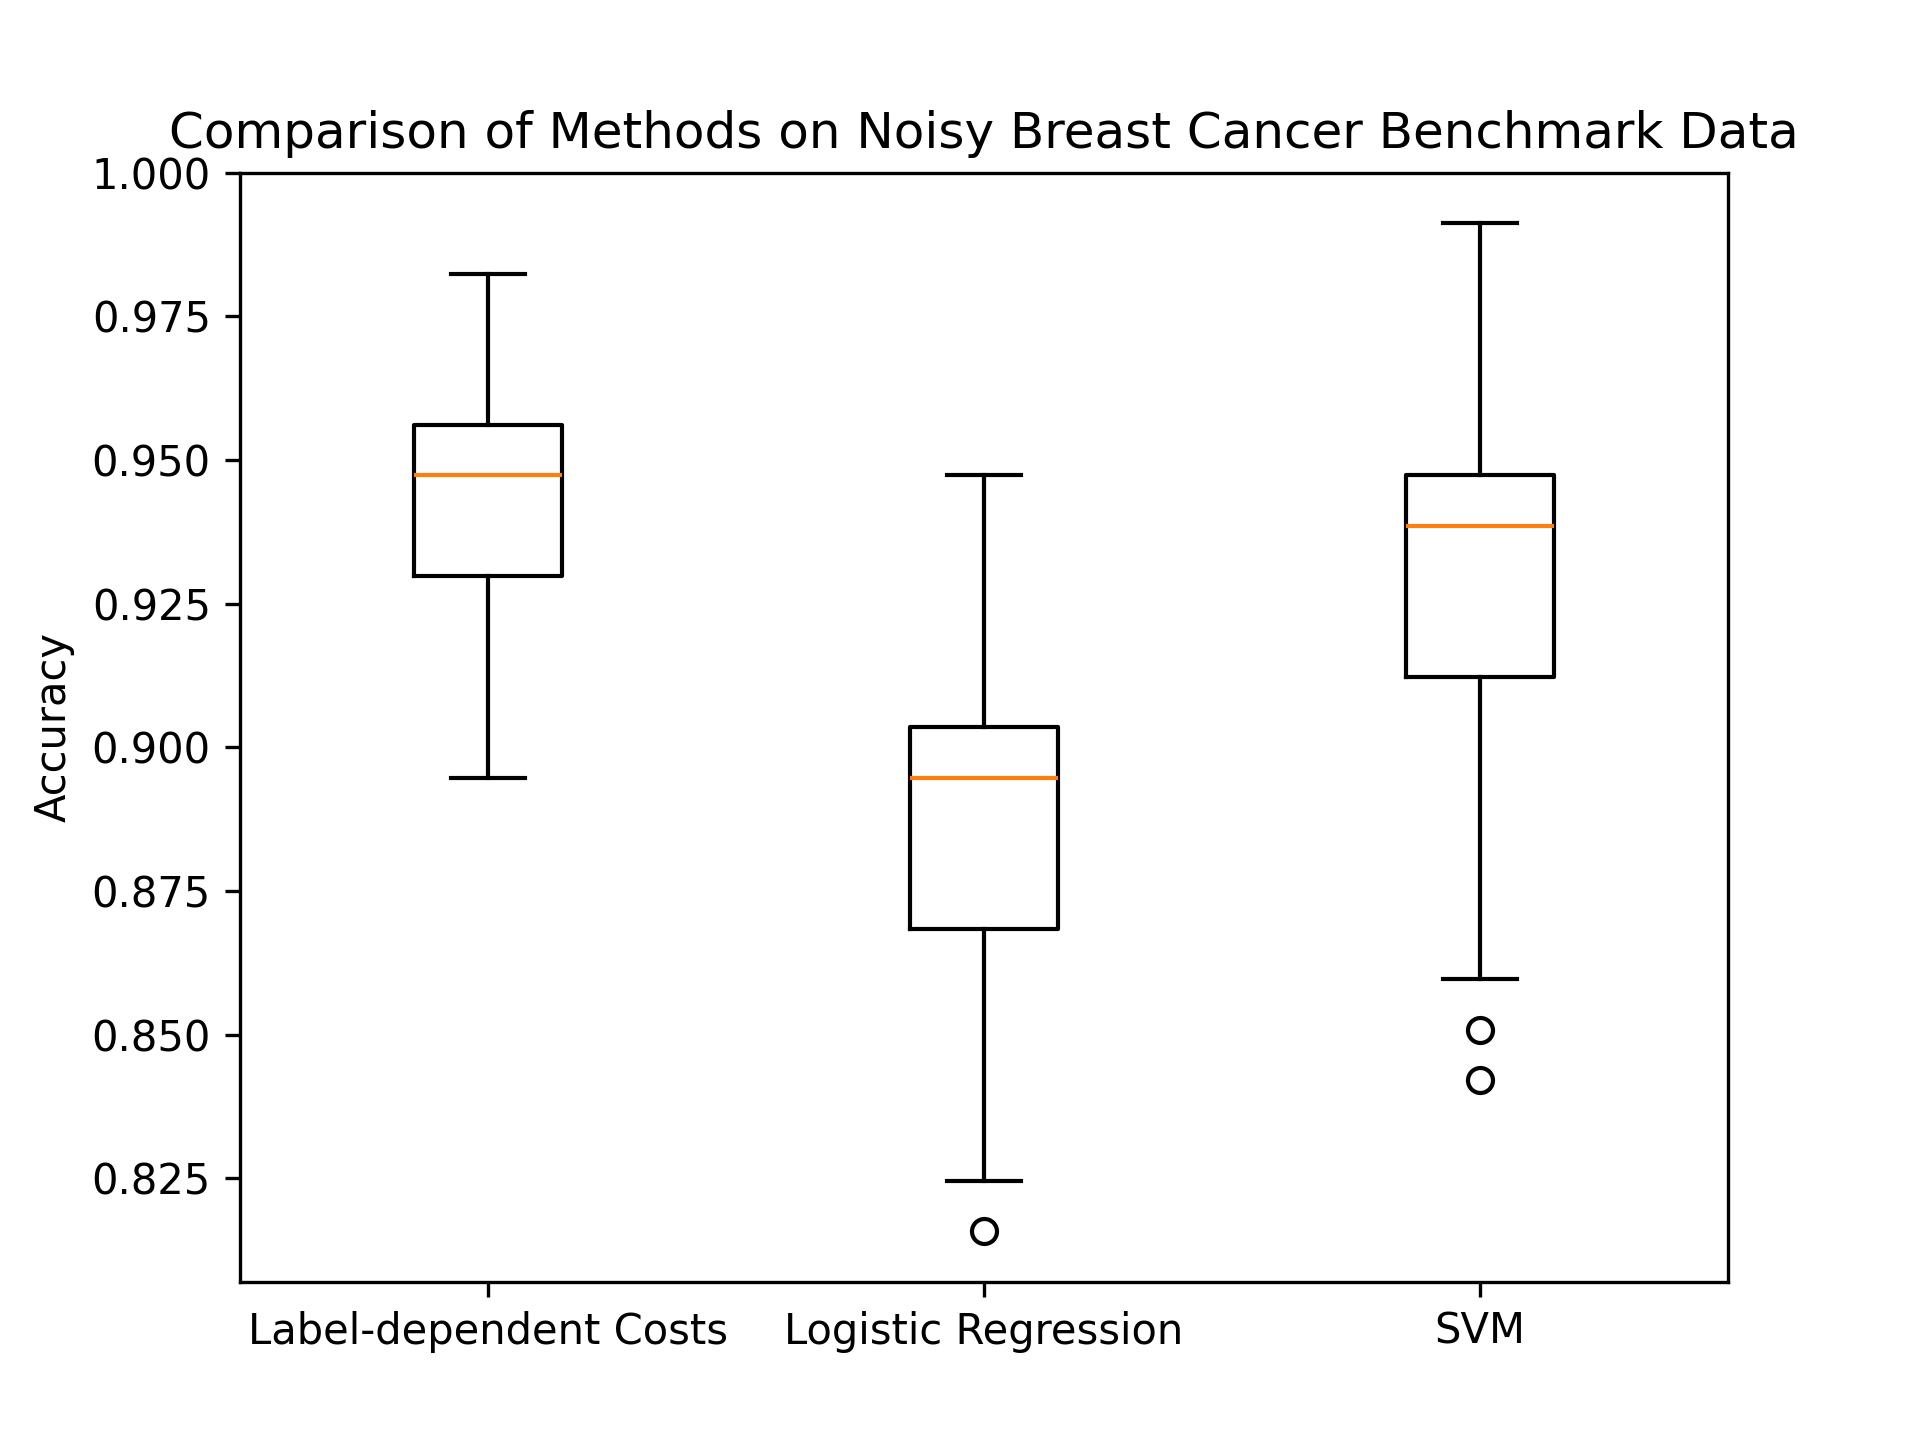 Comparison of Methods on Noisy Breast Cancer Benchmark Data
1.000
0.975
0.950
0.925
0.900
0.875
0.850
0.825
Accuracy
Label-dependent Costs
Logistic Regression
SVM